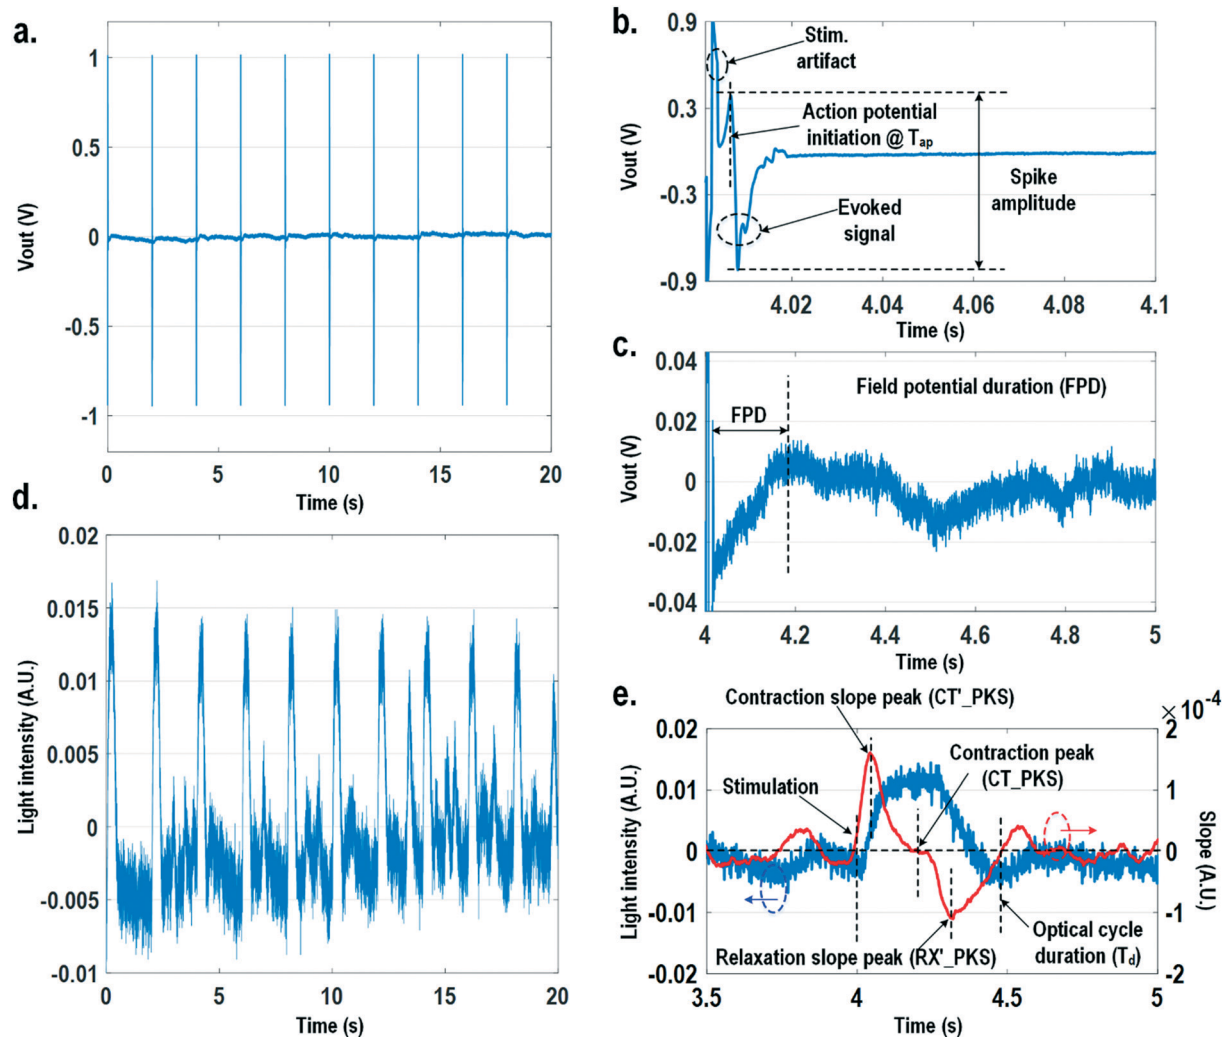 a.
1
0.5
0
-0.5
-1
Vout (V)
0 5 10 15 20
Time (s)
b.
0.9
0.3
-0.3
-0.9
Vout (V)
Stim.
artifact
Action potential
initiation @ Tap
Evoked
signal
Spike
amplitude
4.02 4.04 4.06 4.08 4.1
Time (s)
c.
0.04
0.02
0
-0.02
-0.04
Vout (V)
Field potential duration (FPD)
FPD
4 4.2 4.4 4.6 4.8 5
Time (s)
d.
0.02
0.015
0.01
0.005
0
-0.005
-0.01
Light intensity (A.U.)
0 5 10 15 20
Time (s)
e.
Contraction slope peak (CT'_PKS)
×10-4
0.02
0.01
0
-0.01
-0.02
Light intensity (A.U.)
Stimulation
Contraction peak
(CT_PKS)
Relaxation slope peak (RX'_PKS)
Optical cycle
duration (Td)
2
1
0
-1
-2
Slope (A.U.)
3.5 4 4.5 5
Time (s)